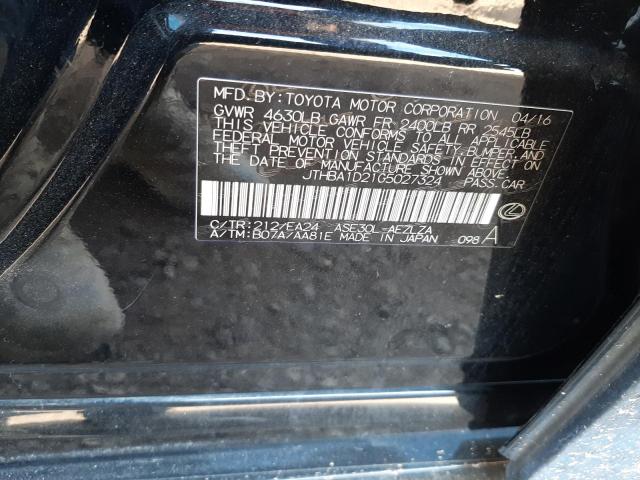 MFD. BY: TOYOTA MOTOR CORPORATION 04/16
GVWR 4630LB GAWR FR 2400LB RR 2545LB
THIS VEHICLE CONFORMS TO ALL APPLICABLE
FEDERAL MOTOR VEHICLE SAFETY, BUMPER, AND
THEFT PREVENTION STANDARDS IN EFFECT ON
THE DATE OF MANUFACTURE SHOWN ABOVE.
JTHBA1D21G5027324 PASS. CAR
C/TR: 212/EA24 ASE30L-AEZLZA
A/TM: B07A/AA81E MADE IN JAPAN 098 A